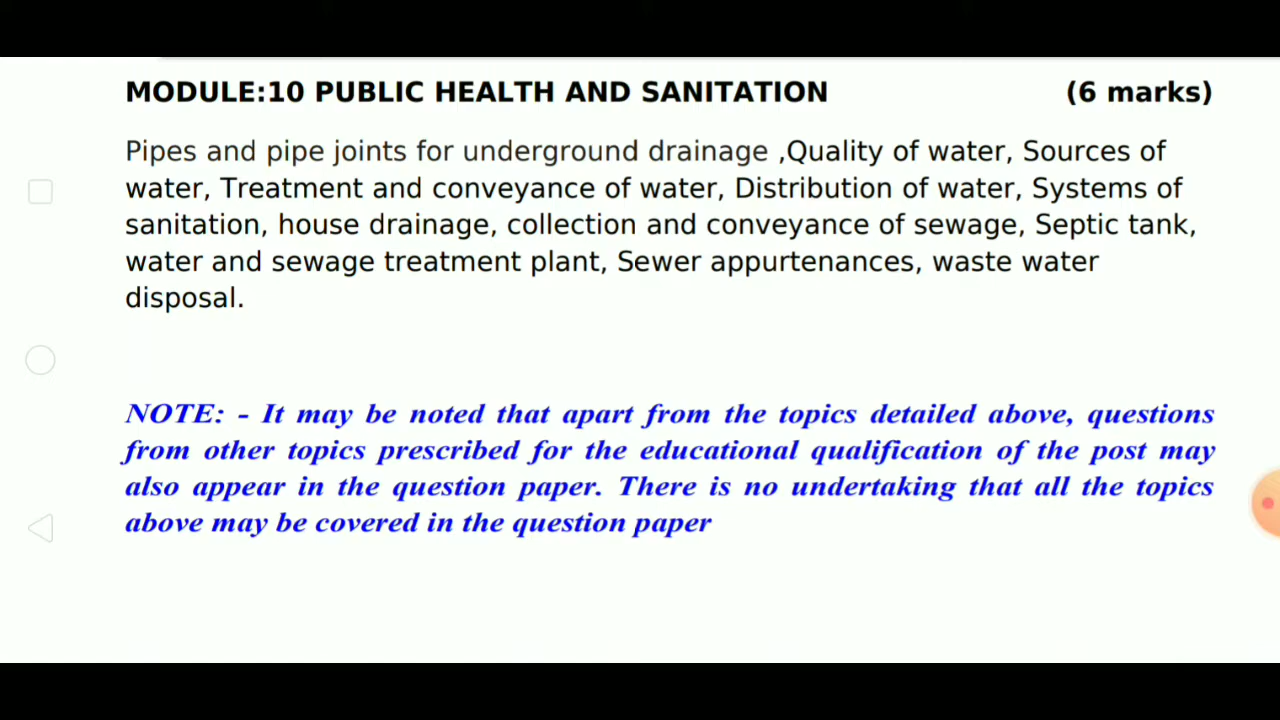 MODULE:10 PUBLIC HEALTH AND SANITATION (6 marks)
Pipes and pipe joints for underground drainage ,Quality of water, Sources of
water, Treatment and conveyance of water, Distribution of water, Systems of
sanitation, house drainage, collection and conveyance of sewage, Septic tank,
water and sewage treatment plant, Sewer appurtenances, waste water
disposal.
NOTE: - It may be noted that apart from the topics detailed above, questions
from other topics prescribed for the educational qualification of the post may
also appear in the question paper. There is no undertaking that all the topics
above may be covered in the question paper